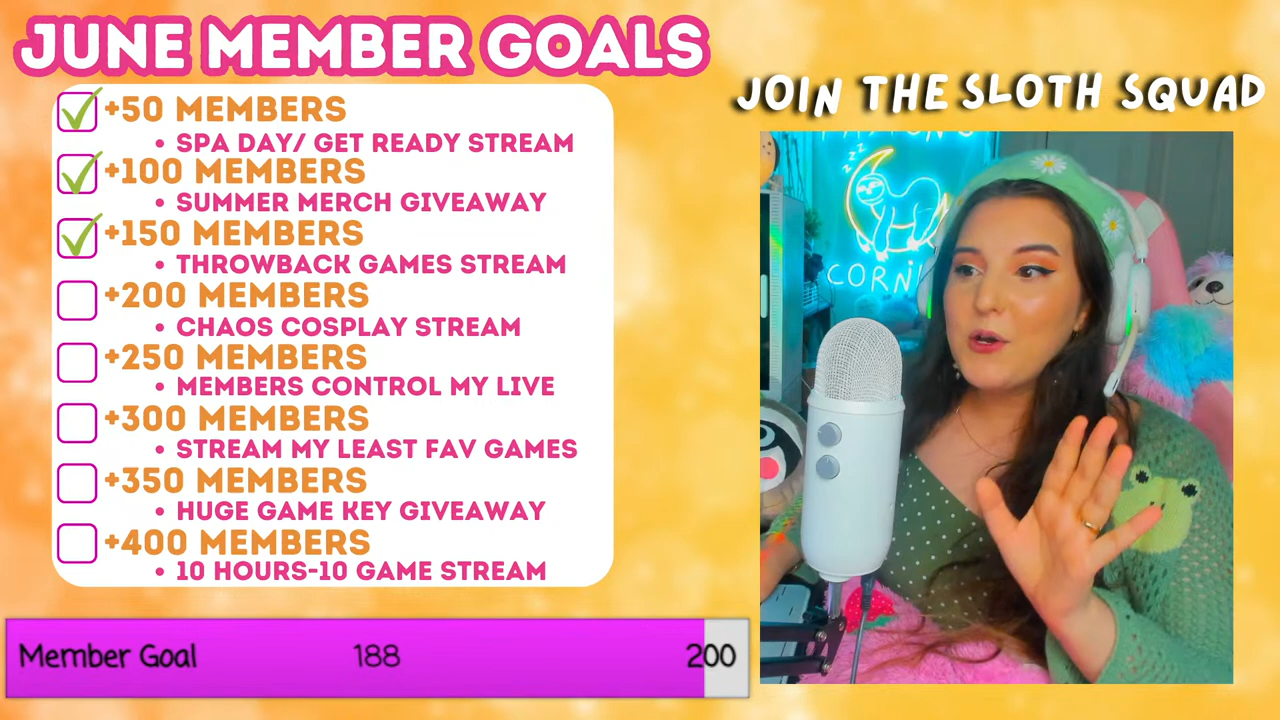 JUNE MEMBER GOALS
+50 MEMBERS
• SPA DAY/ GET READY STREAM
+100 MEMBERS
• SUMMER MERCH GIVEAWAY
+150 MEMBERS
• THROWBACK GAMES STREAM
+200 MEMBERS
• CHAOS COSPLAY STREAM
+250 MEMBERS
• MEMBERS CONTROL MY LIVE
+300 MEMBERS
• STREAM MY LEAST FAV GAMES
+350 MEMBERS
• HUGE GAME KEY GIVEAWAY
+400 MEMBERS
• 10 HOURS-10 GAME STREAM
Member Goal 188 200
JOIN THE SLOTH SQUAD
zzz